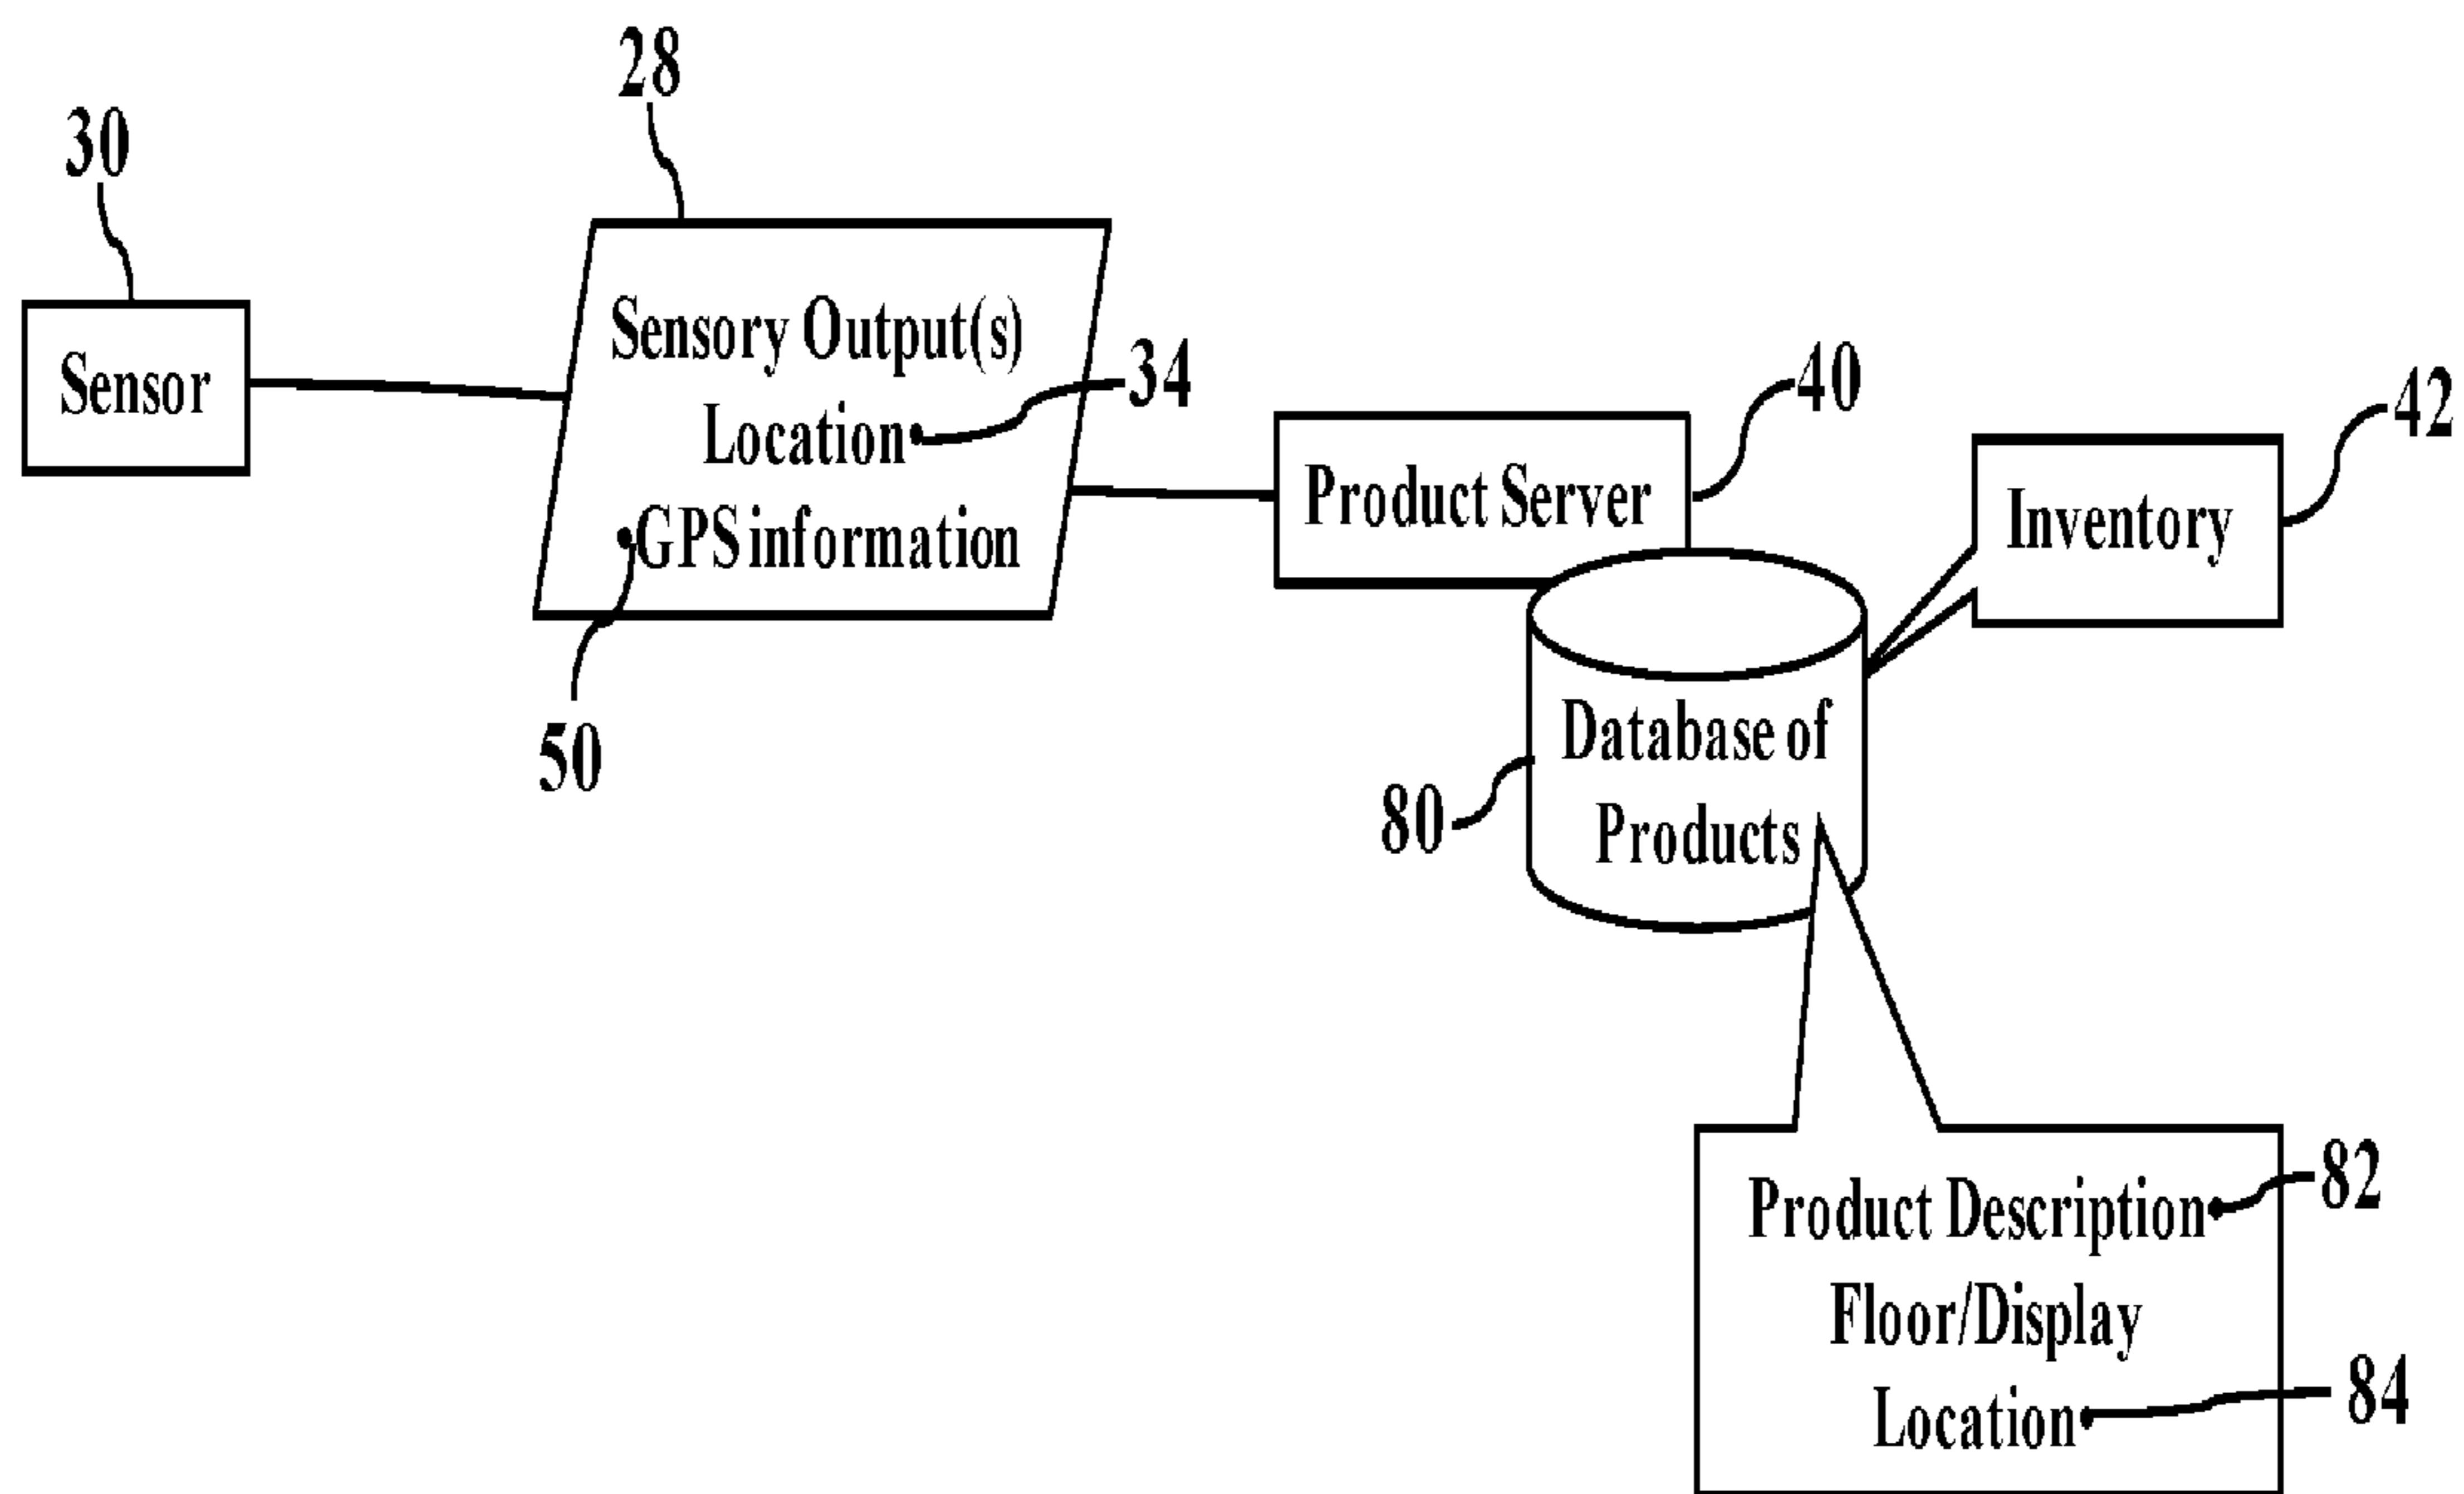 28
30
Sensor
Sensory Output(s)
Location
34
GPS information
50
Product Server
40
Inventory
42
Database of
Products
80
Product Description
82
Floor/Display
Location
84